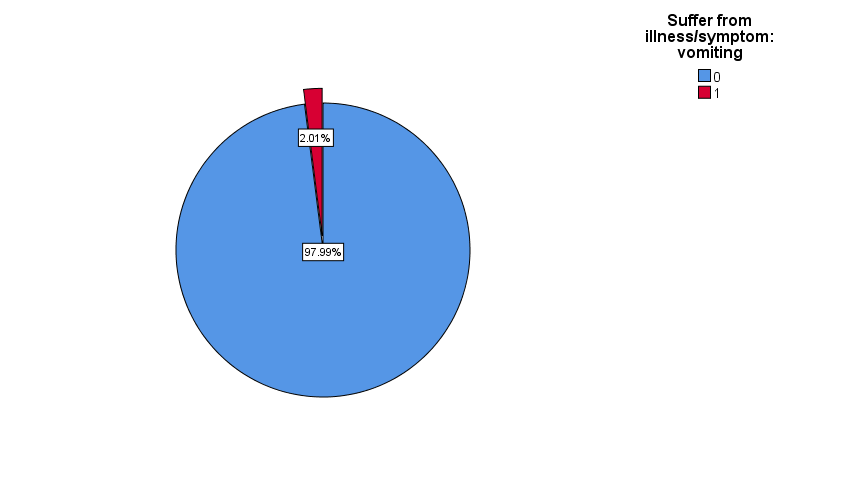 Suffer from
illness/symptom:
vomiting
0
1
2.01%
97.99%